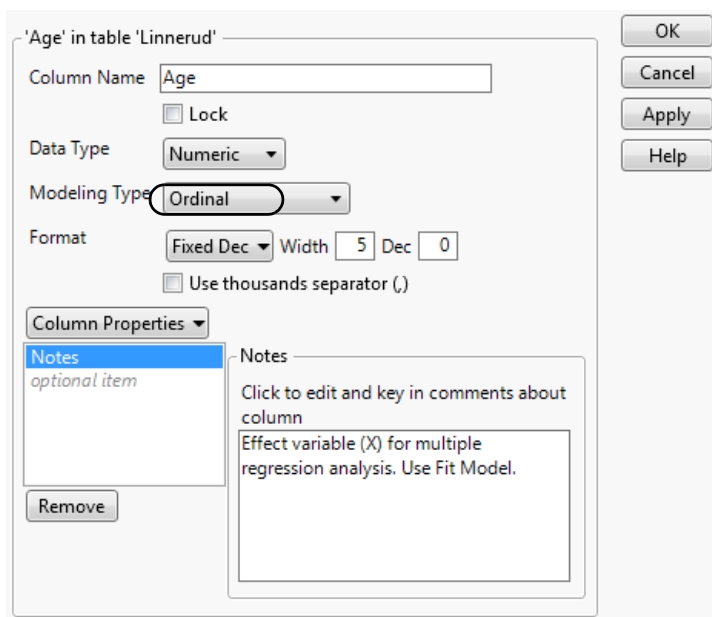 'Age' in table 'Linnerud'
OK
Column Name Age
Cancel
Lock
Apply
Data Type Numeric
Help
Modeling Type Ordinal
Format Fixed Dec Width 5 Dec 0
Use thousands separator (,)
Column Properties
Notes
optional item
Notes
Click to edit and key in comments about
column
Effect variable (X) for multiple
regression analysis. Use Fit Model.
Remove